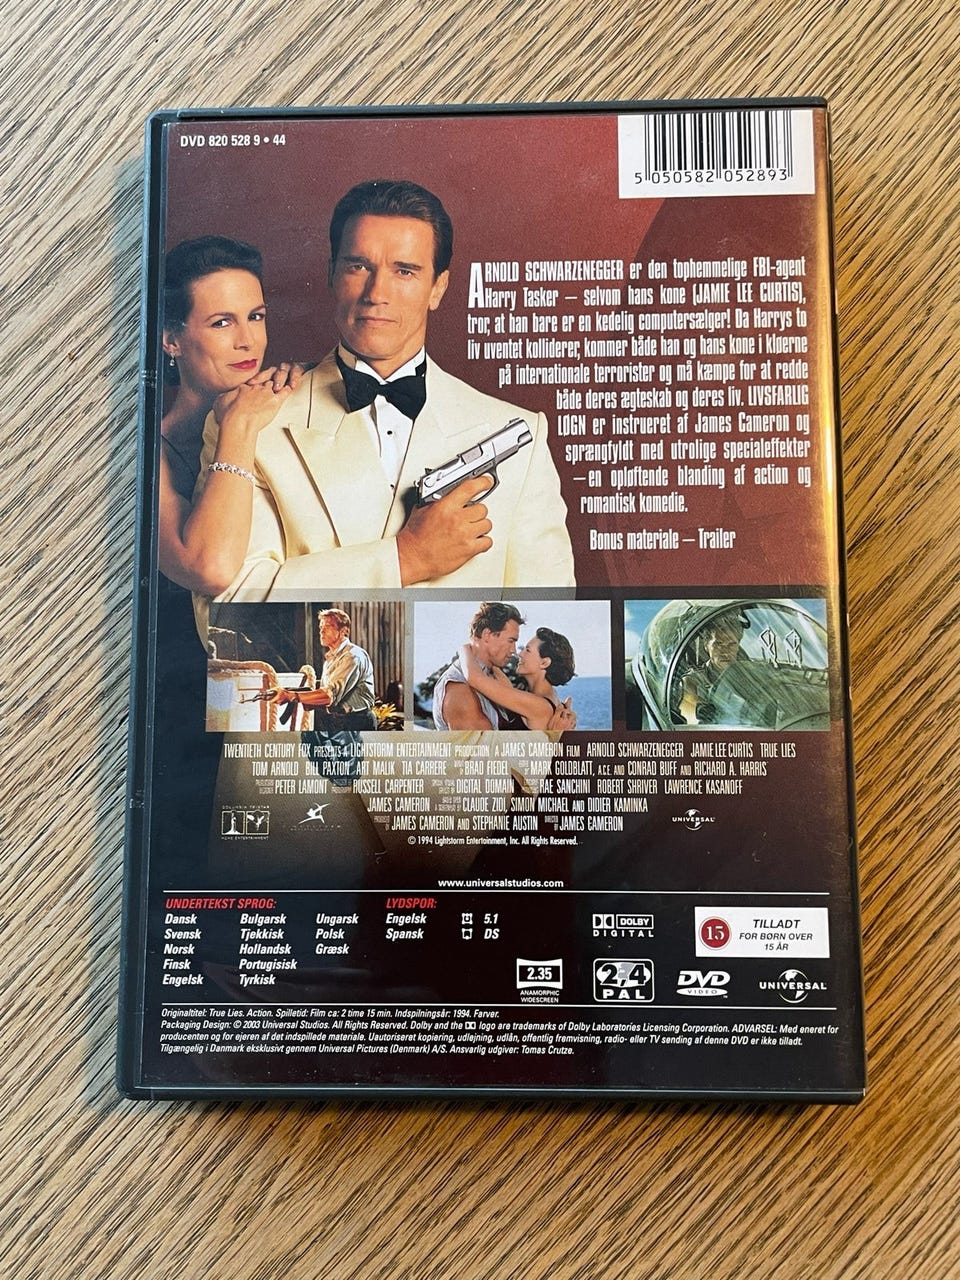 DVD 820 528 9 • 44
5 050582 052893
ARNOLD SCHWARZENEGGER er den tophemmelige FBI-agent
Harry Tasker – selvom hans kone (JAMIE LEE CURTIS),
tror, at han bare er en kedelig computersælger! Da Harrys to
liv uventet kolliderer, kommer både han og hans kone i kløerne
på internationale terrorister og må kæmpe for at redde
både deres ægteskab og deres liv. LIVSFARLIG
LØGN er instrueret af James Cameron og
sprængfyldt med utrolige specialeffekter
– en opløftende blanding af action og
romantisk komedie.
Bonus materiale – Trailer
TWENTIETH CENTURY FOX PRESENTS A LIGHTSTORM ENTERTAINMENT PRODUCTION A JAMES CAMERON FILM ARNOLD SCHWARZENEGGER JAMIE LEE CURTIS TRUE LIES
TOM ARNOLD BILL PAXTON ART MALIK TIA CARRERE BRAD FIEDEL MARK GOLDBLATT, A.C.E. AND CONRAD BUFF AND RICHARD A. HARRIS
PETER LAMONT RUSSELL CARPENTER DIGITAL DOMAIN RAE SANCHINI ROBERT SHRIVER LAWRENCE KASANOFF
JAMES CAMERON CLAUDE ZIDI, SIMON MICHAEL AND DIDIER KAMINKA
JAMES CAMERON AND STEPHANIE AUSTIN JAMES CAMERON
COLUMBIA TRISTAR
HOME ENTERTAINMENT
UNIVERSAL
© 1994 Lightstorm Entertainment, Inc. All Rights Reserved.
www.universalstudios.com
UNDERTEKST SPROG:
Dansk Bulgarsk Ungarsk
Svensk Tjekkisk Polsk
Norsk Hollandsk Græsk
Finsk Portugisisk
Engelsk Tyrkisk
LYDSPOR:
Engelsk 5.1
Spansk DS
DOLBY
DIGITAL
15
TILLADT
FOR BØRN OVER
15 ÅR
2.35
ANAMORPHIC
WIDESCREEN
2 4
PAL
DVD
VIDEO
UNIVERSAL
Originaltitel: True Lies. Action. Spilletid: Film ca: 2 time 15 min. Indspilningsår: 1994. Farver.
Packaging Design: © 2003 Universal Studios. All Rights Reserved. Dolby and the logo are trademarks of Dolby Laboratories Licensing Corporation. ADVARSEL: Med eneret for
producenten og for ejeren af det indspillede materiale. Uautoriseret kopiering, udlejning, udlån, offentlig fremvisning, radio- eller TV sending af denne DVD er ikke tilladt.
Tilgængelig i Danmark eksklusivt gennem Universal Pictures (Denmark) A/S. Ansvarlig udgiver: Tomas Crutze.